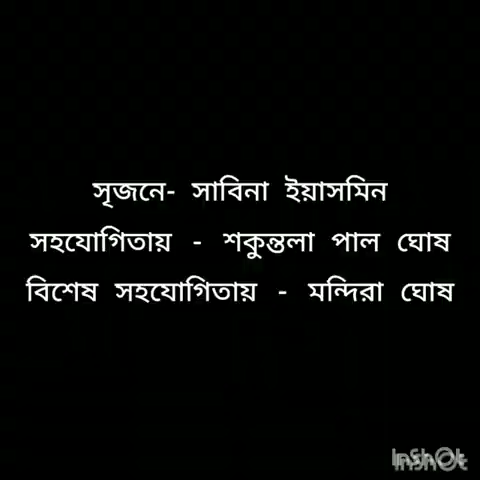 সৃজনে- সাবিনা ইয়াসমিন
সহযোগিতায় - শকুন্তলা পাল ঘোষ
বিশেষ সহযোগিতায় - মন্দিরা ঘোষ
InShOt